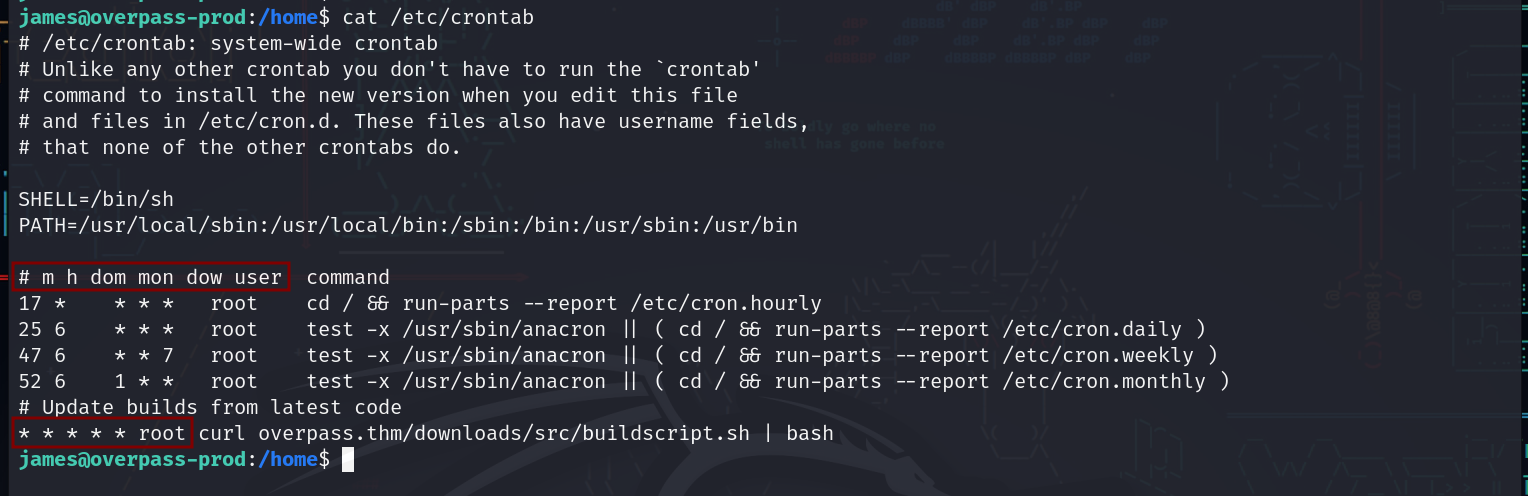 james@overpass-prod:/home$ cat /etc/crontab
# /etc/crontab: system-wide crontab
# Unlike any other crontab you don't have to run the `crontab'
# command to install the new version when you edit this file
# and files in /etc/cron.d. These files also have username fields,
# that none of the other crontabs do.
SHELL=/bin/sh
PATH=/usr/local/sbin:/usr/local/bin:/sbin:/bin:/usr/sbin:/usr/bin
# m h dom mon dow user  command
17 *    * * *   root    cd / && run-parts --report /etc/cron.hourly
25 6    * * *   root    test -x /usr/sbin/anacron || ( cd / && run-parts --report /etc/cron.daily )
47 6    * * 7   root    test -x /usr/sbin/anacron || ( cd / && run-parts --report /etc/cron.weekly )
52 6    1 * *   root    test -x /usr/sbin/anacron || ( cd / && run-parts --report /etc/cron.monthly )
# Update builds from latest code
* * * * * root curl overpass.thm/downloads/src/buildscript.sh | bash
james@overpass-prod:/home$
go where no
shell has gone before